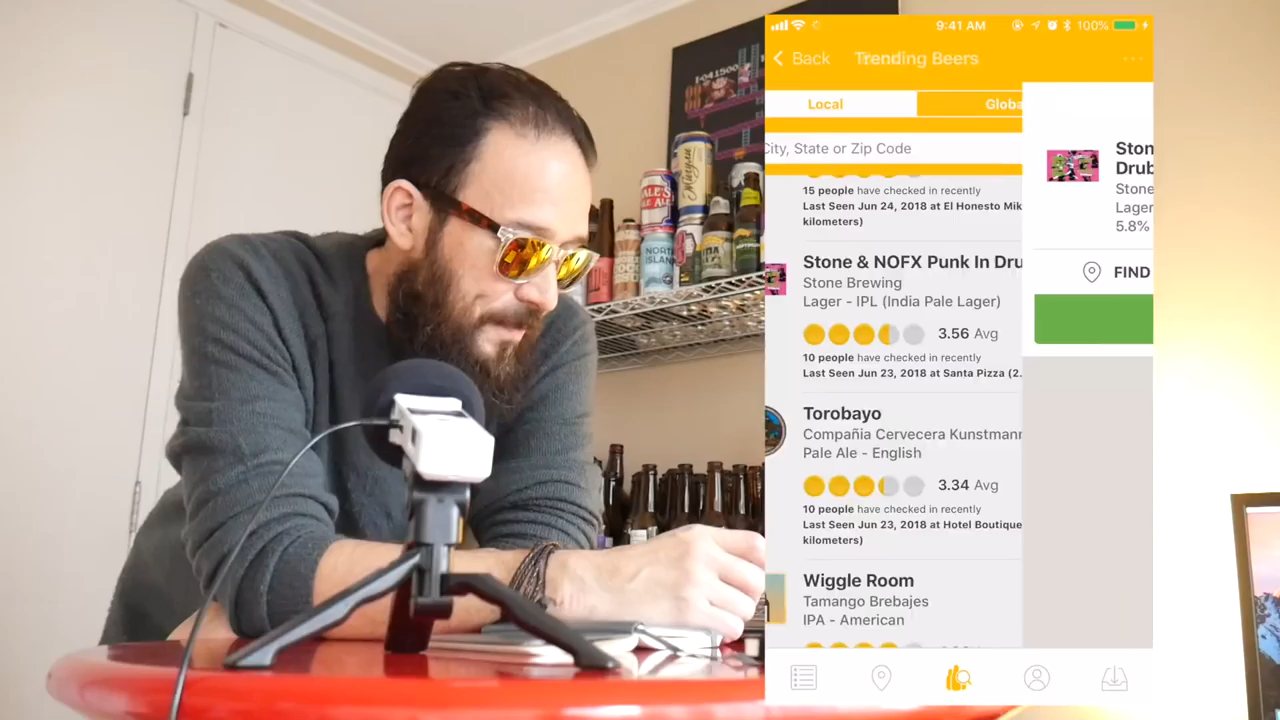 9:41 AM
100%
Back
Trending Beers
Local
Globa
City, State or Zip Code
15 people have checked in recently
Last Seen Jun 24, 2018 at El Honesto Mik
kilometers)
Stone & NOFX Punk In Dru
Stone Brewing
Lager - IPL (India Pale Lager)
3.56 Avg
10 people have checked in recently
Last Seen Jun 23, 2018 at Santa Pizza (2.
Torobayo
Compañia Cervecera Kunstmann
Pale Ale - English
3.34 Avg
10 people have checked in recently
Last Seen Jun 23, 2018 at Hotel Boutique
kilometers)
Wiggle Room
Tamango Brebajes
IPA - American
Ston
Drub
Stone
Lager
5.8%
FIND
NORTH
ISLAND